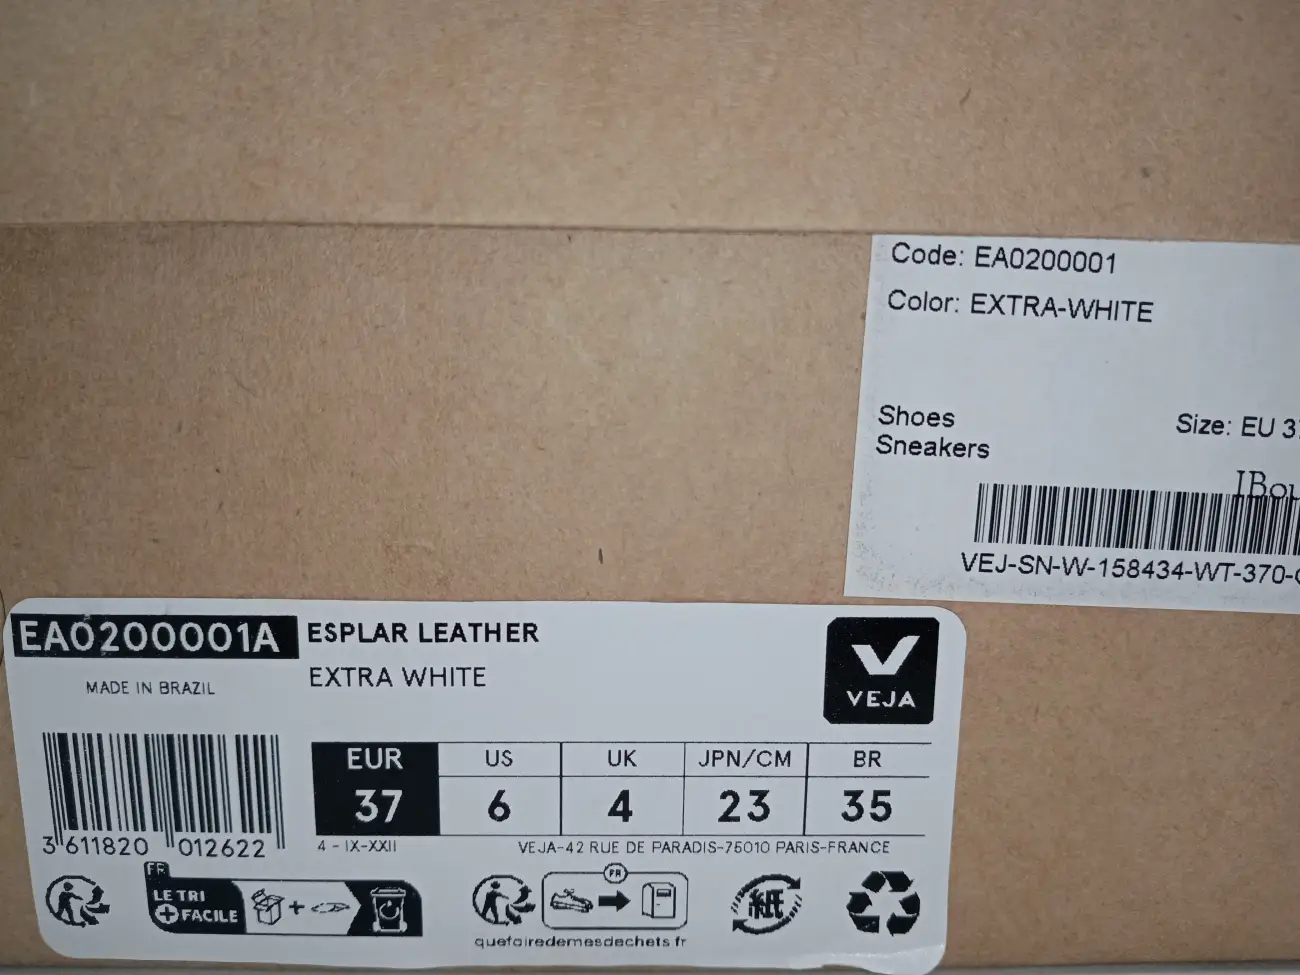 Code: EA0200001
Color: EXTRA-WHITE
Shoes
Sneakers
Size: EU
VEJ-SN-W-158434-WT-370-
EA0200001A
ESPLAR LEATHER
EXTRA WHITE
MADE IN BRAZIL
VEJA
EUR US UK JPN/CM BR
37 6 4 23 35
3 611820 012622
4 - IX-XXII
VEJA-42 RUE DE PARADIS-75010 PARIS-FRANCE
FR
LE TRI
+ FACILE
FR
quefairedemesdechets.fr
紙